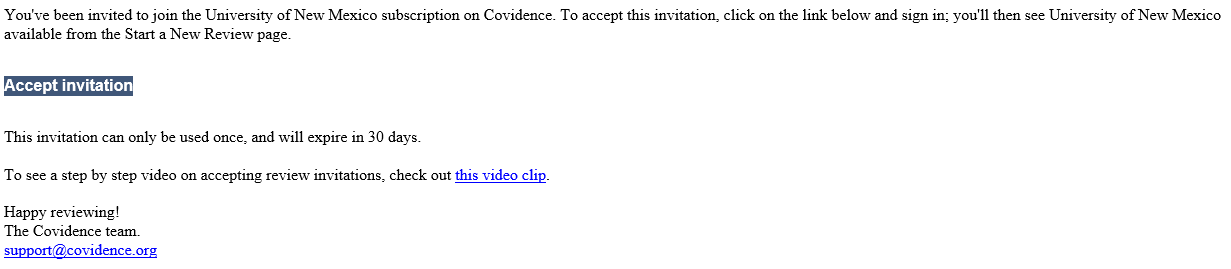 You've been invited to join the University of New Mexico subscription on Covidence. To accept this invitation, click on the link below and sign in; you'll then see University of New Mexico
available from the Start a New Review page.
Accept invitation
This invitation can only be used once, and will expire in 30 days.
To see a step by step video on accepting review invitations, check out this video clip.
Happy reviewing!
The Covidence team.
support@covidence.org